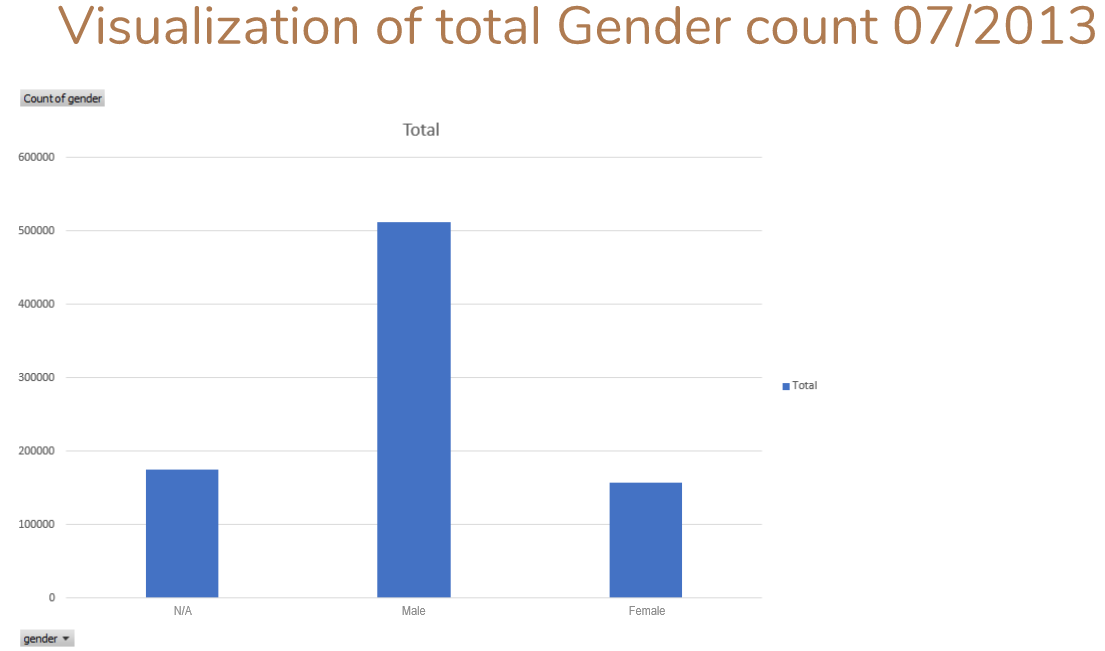 Visualization of total Gender count 07/2013
Count of gender
Total
600000
500000
400000
300000
200000
100000
0
N/A Male Female
Total
gender